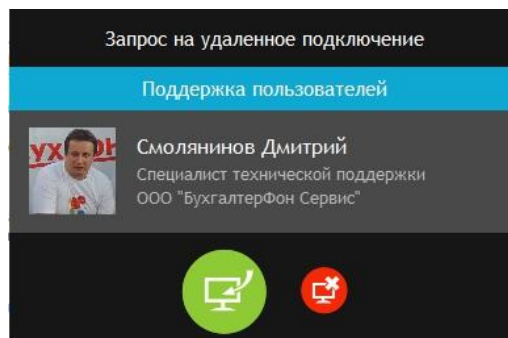 Запрос на удаленное подключение
Поддержка пользователей
Смолянинов Дмитрий
Специалист технической поддержки
ООО "БухгалтерФон Сервис"